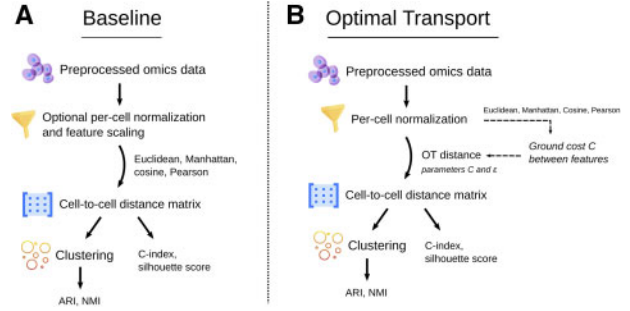 A
Baseline
Preprocessed omics data
Optional per-cell normalization
and feature scaling
Euclidean, Manhattan,
cosine, Pearson
Cell-to-cell distance matrix
Clustering
C-index,
silhouette score
ARI, NMI
B
Optimal Transport
Preprocessed omics data
Per-cell normalization
Euclidean, Manhattan, Cosine, Pearson
Ground cost C
between features
OT distance
parameters C and ε
Cell-to-cell distance matrix
Clustering
C-index,
silhouette score
ARI, NMI